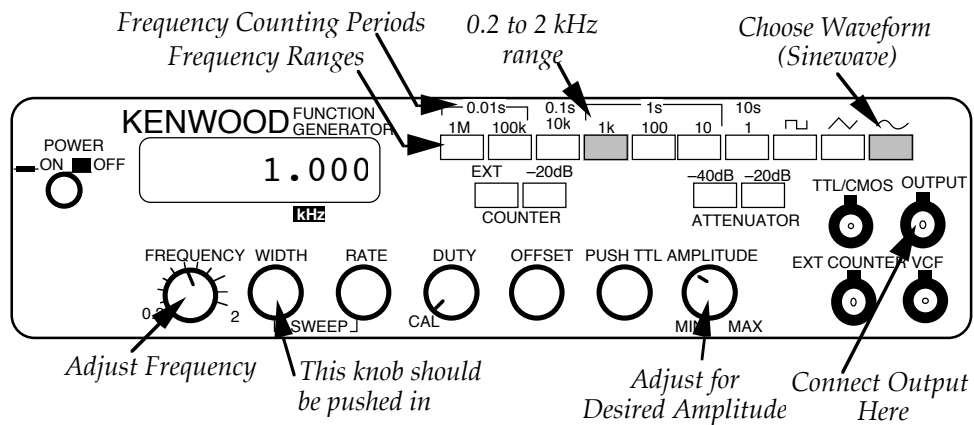 Frequency Counting Periods
Frequency Ranges
0.2 to 2 kHz
range
Choose Waveform
(Sinewave)
KENWOOD FUNCTION
GENERATOR
POWER
ON OFF
1.000
kHz
0.01s 0.1s 1s 10s
1M 100k 10k 1k 100 10 1
EXT –20dB
COUNTER
–40dB –20dB
ATTENUATOR
TTL/CMOS OUTPUT
FREQUENCY WIDTH RATE DUTY OFFSET PUSH TTL AMPLITUDE
EXT COUNTER VCF
2
SWEEP
CAL
MIN MAX
Adjust Frequency
This knob should
be pushed in
Adjust for
Desired Amplitude
Connect Output
Here